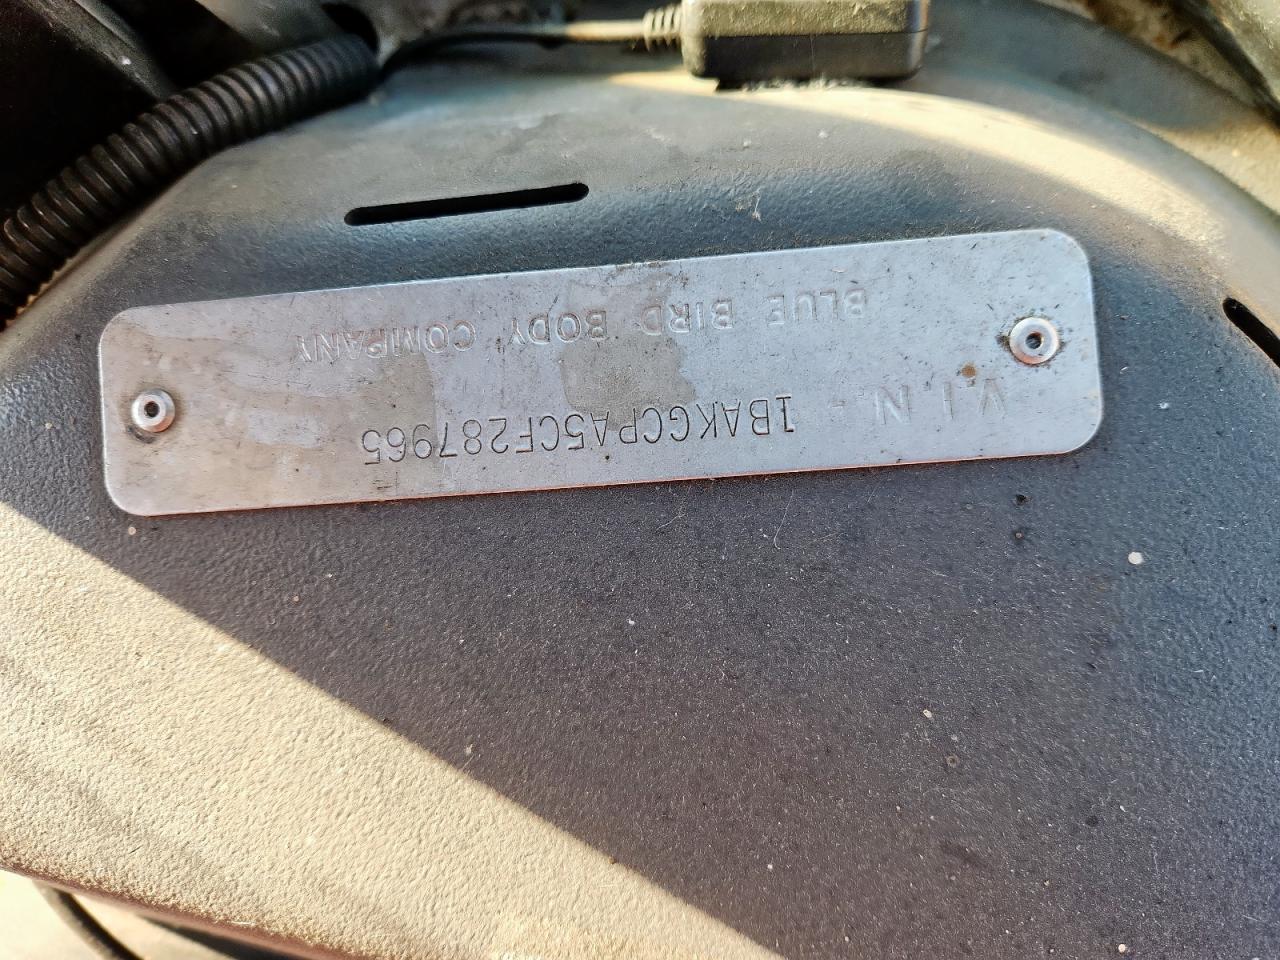 BLUE BIRD BODY COMPANY
V.I.N. - 1BAKGCPA5CF287965